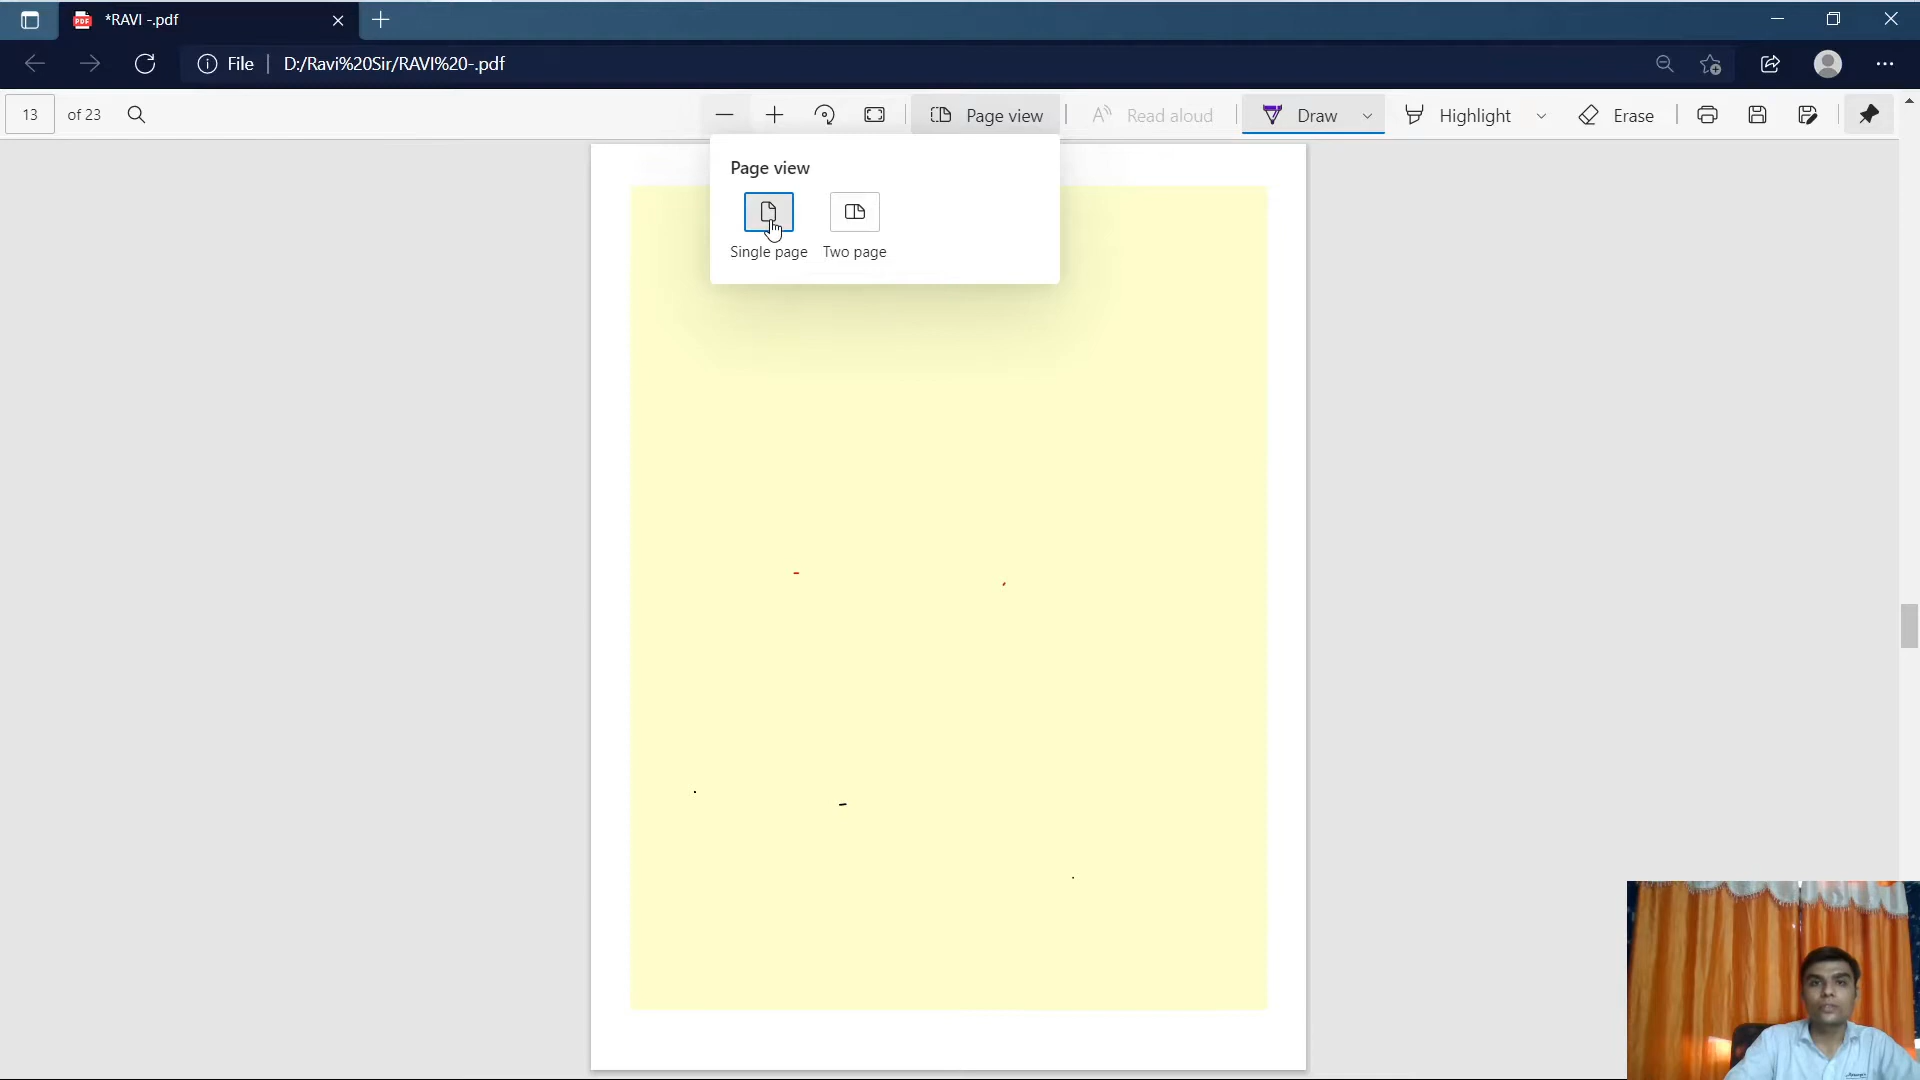 *RAVI -.pdf
File | D:/Ravi%20Sir/RAVI%20-.pdf
13 of 23 Page view Read aloud Draw Highlight Erase
Page view
Single page Two page